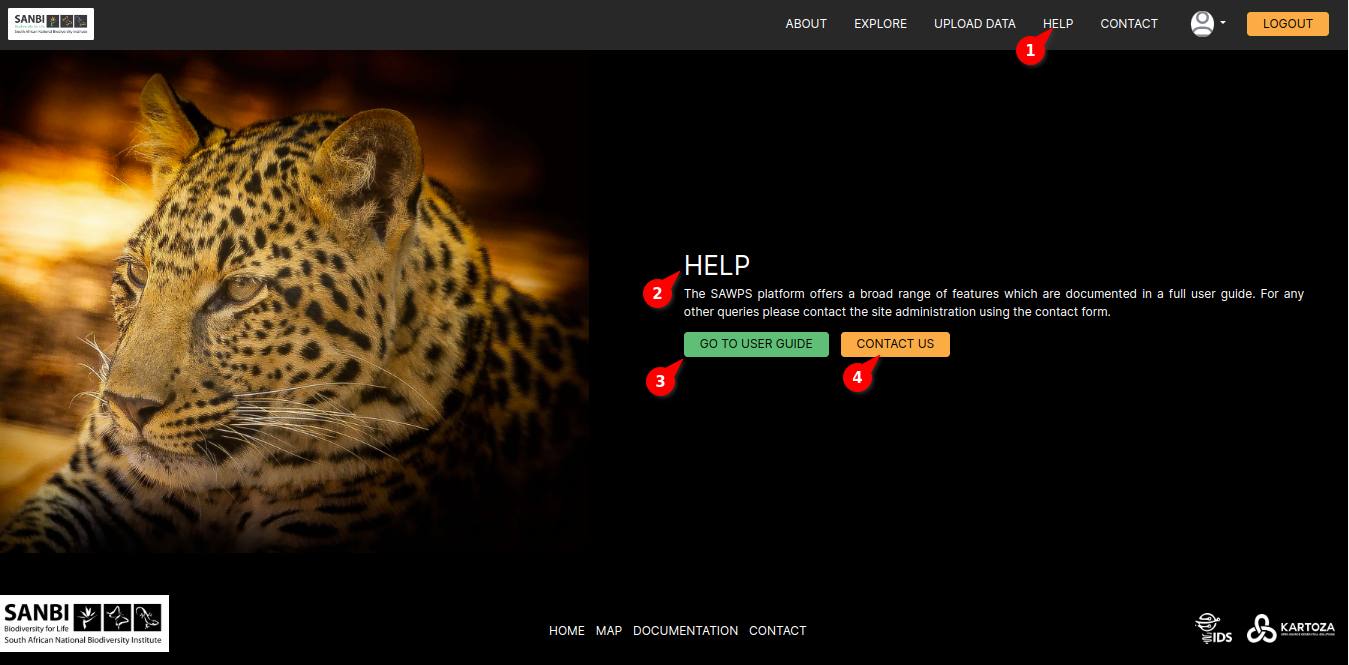 SANBI
Biodiversity for Life
South African National Biodiversity Institute
ABOUT EXPLORE UPLOAD DATA HELP CONTACT LOGOUT
1
HELP
2
The SAWPS platform offers a broad range of features which are documented in a full user guide. For any
other queries please contact the site administration using the contact form.
GO TO USER GUIDE CONTACT US
3
4
SANBI
Biodiversity for Life
South African National Biodiversity Institute
HOME MAP DOCUMENTATION CONTACT
IDS
KARTOZA